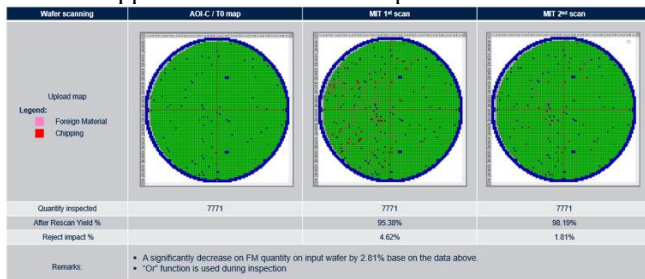 Wafer scanning AOI-C / T0 map MIT 1st scan MIT 2nd scan
Upload map
Legend:
Foreign Material
Chipping
Quantity inspected 7771 7771 7771
After Rescan Yield % 95.38% 98.19%
Reject impact % 4.62% 1.81%
Remarks:
• A significantly decrease on FM quantity on input wafer by 2.81% base on the data above.
• "Or" function is used during inspection